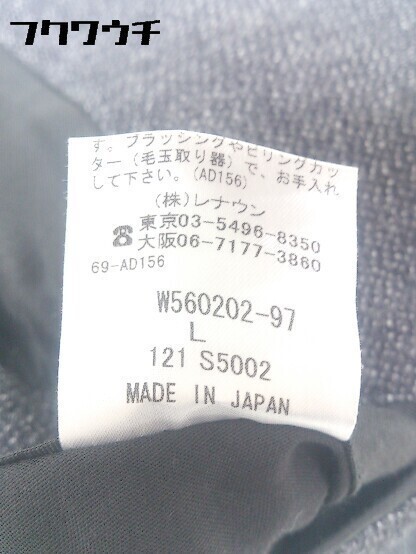 フクワウチ
す。ブラッシングやピリングカッ
ター(毛玉取り器)で、お手入れ
して下さい。(AD156)
(株)レナウン
☎東京03-5496-8350
大阪06-7177-3860
69-AD156
W560202-97
L
121 S5002
MADE IN JAPAN